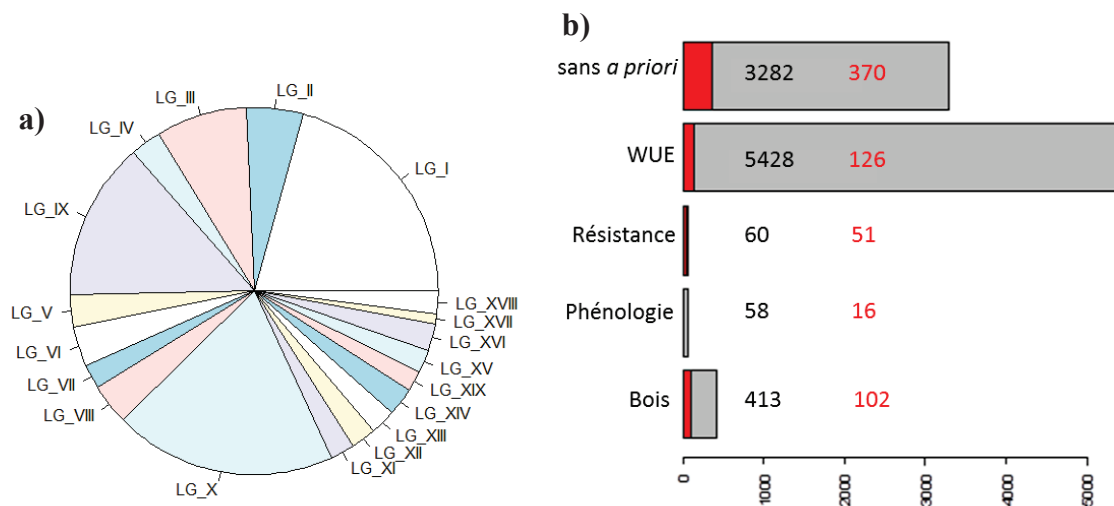 a)
LG_I
LG_II
LG_III
LG_IV
LG_IX
LG_V
LG_VI
LG_VII
LG_VIII
LG_X
LG_XI
LG_XII
LG_XIII
LG_XIV
LG_XIX
LG_XV
LG_XVI
LG_XVII
LG_XVIII
b)
sans a priori 3282 370
WUE 5428 126
Résistance 60 51
Phénologie 58 16
Bois 413 102
0 1000 2000 3000 4000 5000